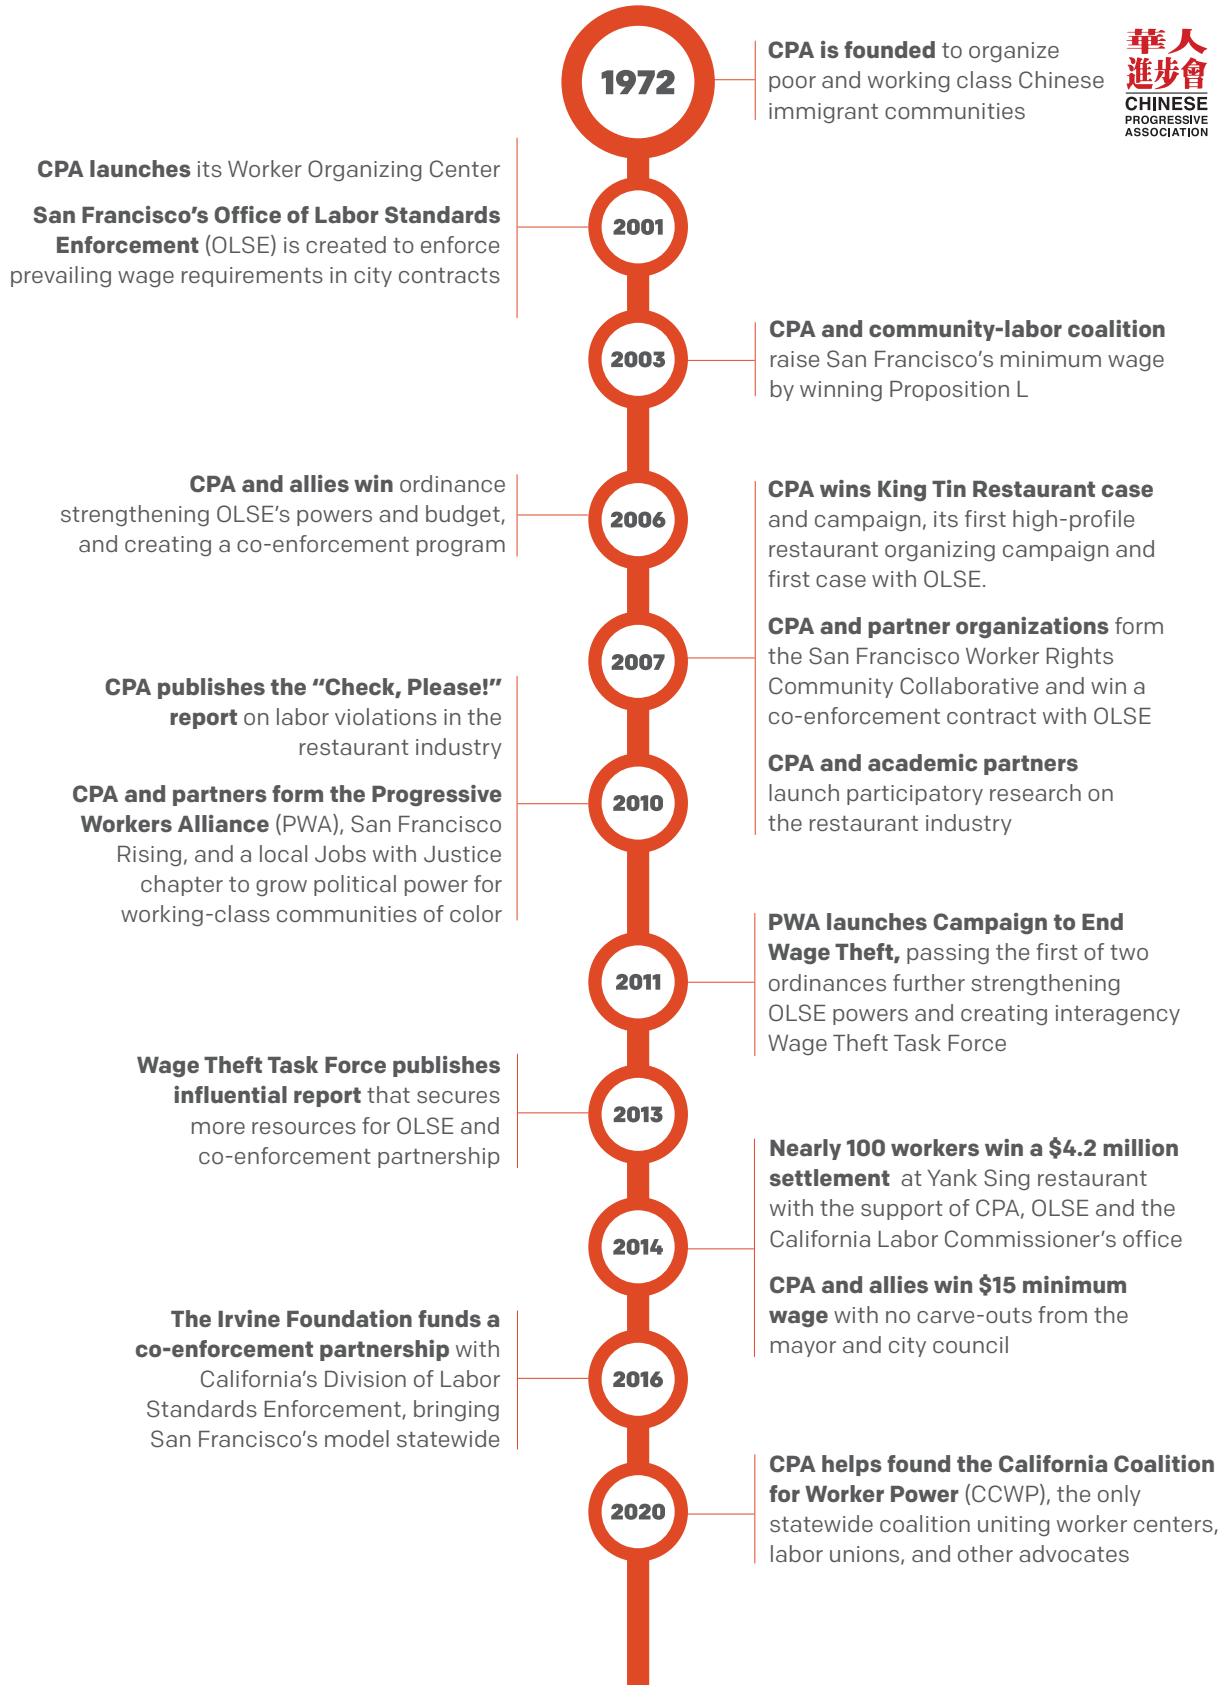 1972
CPA is founded to organize
poor and working class Chinese
immigrant communities
華人
進步會
CHINESE
PROGRESSIVE
ASSOCIATION
CPA launches its Worker Organizing Center
San Francisco’s Office of Labor Standards
Enforcement (OLSE) is created to enforce
prevailing wage requirements in city contracts
2001
2003
CPA and community-labor coalition
raise San Francisco’s minimum wage
by winning Proposition L
CPA and allies win ordinance
strengthening OLSE’s powers and budget,
and creating a co-enforcement program
2006
2007
CPA wins King Tin Restaurant case
and campaign, its first high-profile
restaurant organizing campaign and
first case with OLSE.
CPA and partner organizations form
the San Francisco Worker Rights
Community Collaborative and win a
co-enforcement contract with OLSE
CPA and academic partners
launch participatory research on
the restaurant industry
CPA publishes the “Check, Please!”
report on labor violations in the
restaurant industry
CPA and partners form the Progressive
Workers Alliance (PWA), San Francisco
Rising, and a local Jobs with Justice
chapter to grow political power for
working-class communities of color
2010
2011
PWA launches Campaign to End
Wage Theft, passing the first of two
ordinances further strengthening
OLSE powers and creating interagency
Wage Theft Task Force
Wage Theft Task Force publishes
influential report that secures
more resources for OLSE and
co-enforcement partnership
2013
2014
Nearly 100 workers win a $4.2 million
settlement at Yank Sing restaurant
with the support of CPA, OLSE and the
California Labor Commissioner’s office
CPA and allies win $15 minimum
wage with no carve-outs from the
mayor and city council
The Irvine Foundation funds a
co-enforcement partnership with
California’s Division of Labor
Standards Enforcement, bringing
San Francisco’s model statewide
2016
2020
CPA helps found the California Coalition
for Worker Power (CCWP), the only
statewide coalition uniting worker centers,
labor unions, and other advocates